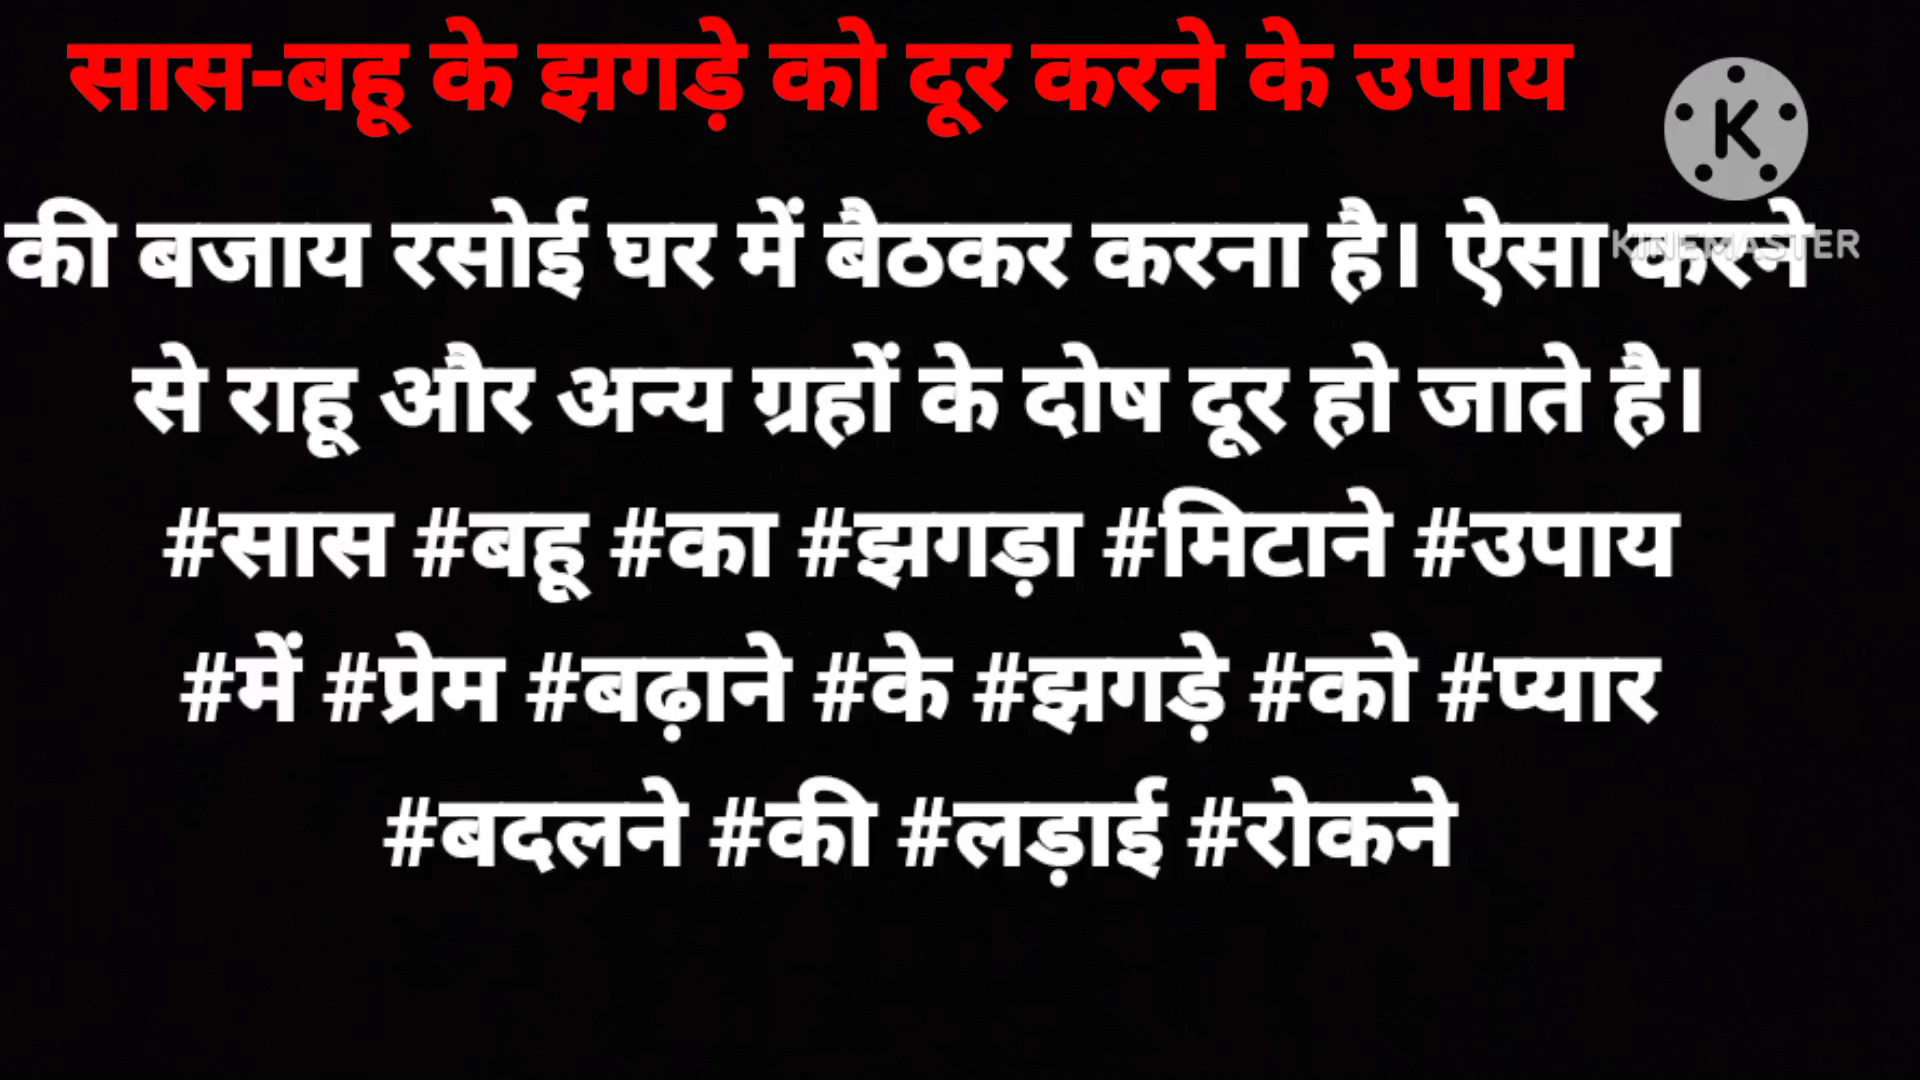 सास-बहू के झगड़े को दूर करने के उपाय
K
KINEMASTER
की बजाय रसोई घर में बैठकर करना है। ऐसा करने
से राहू और अन्य ग्रहों के दोष दूर हो जाते है।
#सास #बहू #का #झगड़ा #मिटाने #उपाय
#में #प्रेम #बढ़ाने #के #झगड़े #को #प्यार
#बदलने #की #लड़ाई #रोकने